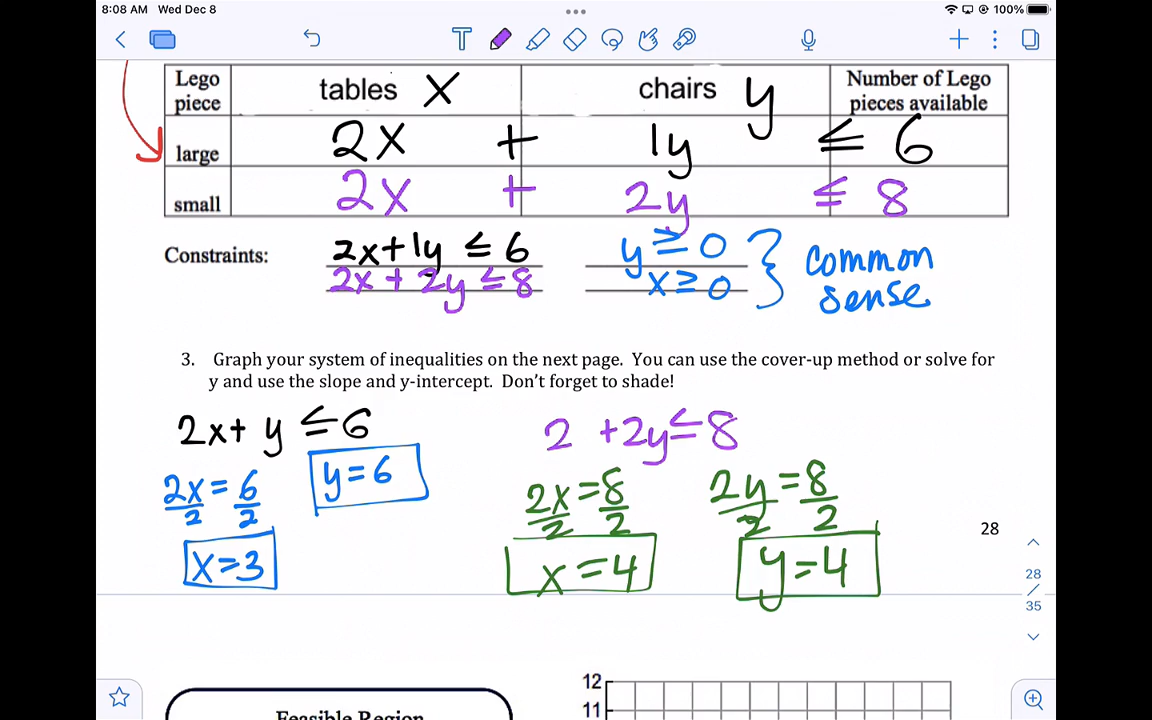 8:08 AM Wed Dec 8
100%
Lego piece tables x chairs y Number of Lego pieces available
large 2x + 1y ≤ 6
small 2x + 2y ≤ 8
Constraints: 2x+1y ≤ 6 y ≥ 0 } common
2x + 2y ≤ 8 x ≥ 0 sense
3. Graph your system of inequalities on the next page. You can use the cover-up method or solve for
y and use the slope and y-intercept. Don't forget to shade!
2x+ y ≤6 2 +2y≤8
2x/2 = 6/2 y=6 2x/2 =8/2 2y/2 =8/2
x=3 x=4 y=4
28
28
/
35
12
11
Feasible Region